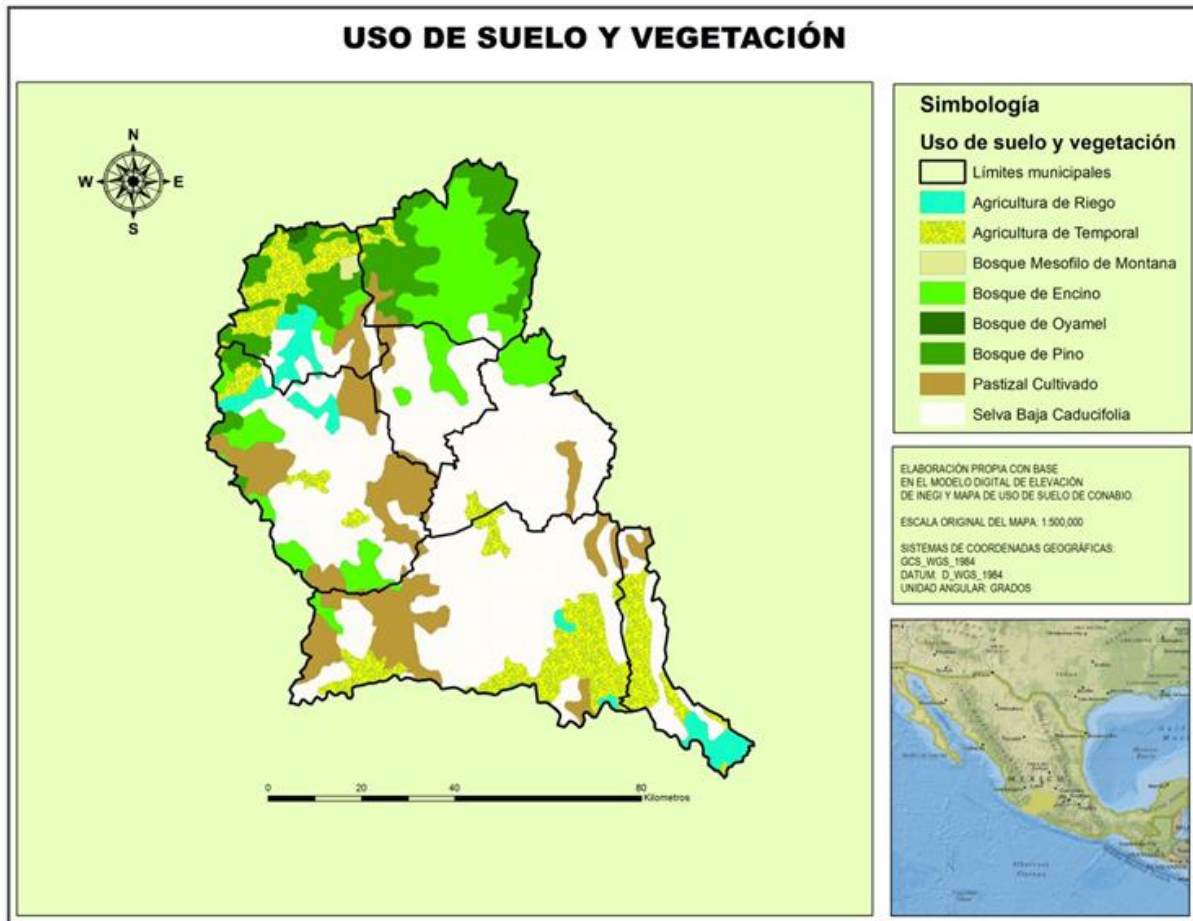 USO DE SUELO Y VEGETACIÓN
N
W
E
S
Simbología
Uso de suelo y vegetación
Límites municipales
Agricultura de Riego
Agricultura de Temporal
Bosque Mesofilo de Montana
Bosque de Encino
Bosque de Oyamel
Bosque de Pino
Pastizal Cultivado
Selva Baja Caducifolia
ELABORACIÓN PROPIA CON BASE
EN EL MODELO DIGITAL DE ELEVACIÓN
DE INEGI Y MAPA DE USO DE SUELO DE CONABIO.
ESCALA ORIGINAL DEL MAPA: 1:500,000
SISTEMAS DE COORDENADAS GEOGRÁFICAS:
GCS_WGS_1984
DATUM: D_WGS_1984
UNIDAD ANGULAR: GRADOS
0 20 40 80
Kilometros
MEXICO